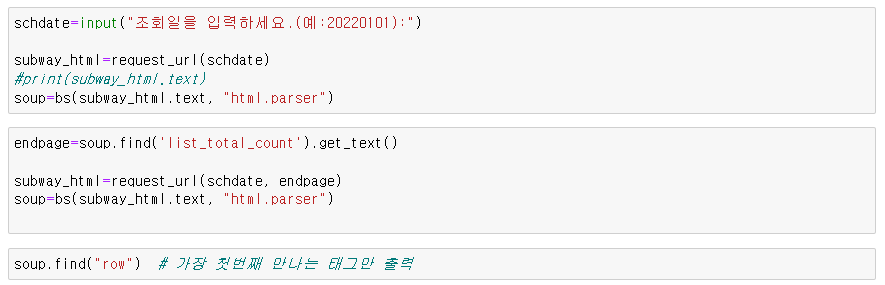 schdate=input("조회일을 입력하세요.(예:20220101):")
subway_html=request_url(schdate)
#print(subway_html.text)
soup=bs(subway_html.text, "html.parser")
endpage=soup.find('list_total_count').get_text()
subway_html=request_url(schdate, endpage)
soup=bs(subway_html.text, "html.parser")
soup.find("row")  # 가장 첫번째 만나는 태그만 출력